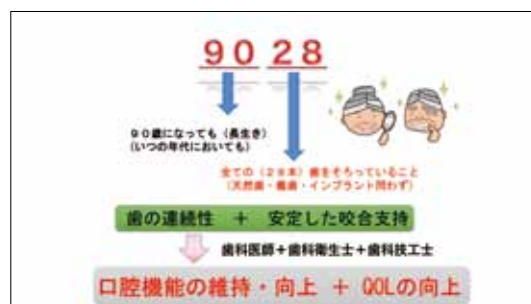 90 28
90歳になっても（長生き）
（いつの年代においても）
全ての（28本）歯をそろっていること
（天然歯・義歯・インプラント問わず）
歯の連続性 + 安定した咬合支持
歯科医師+歯科衛生士+歯科技工士
口腔機能の維持・向上 + QOLの向上